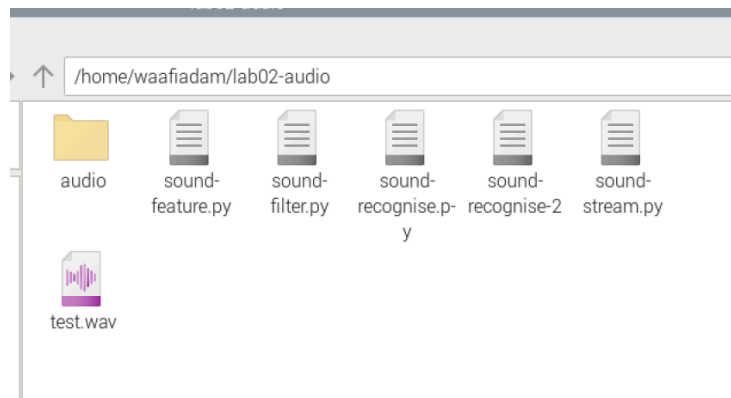 /home/waafiadam/lab02-audio
audio
sound-
feature.py
sound-
filter.py
sound-
recognise.p-
y
sound-
recognise-2
sound-
stream.py
test.wav